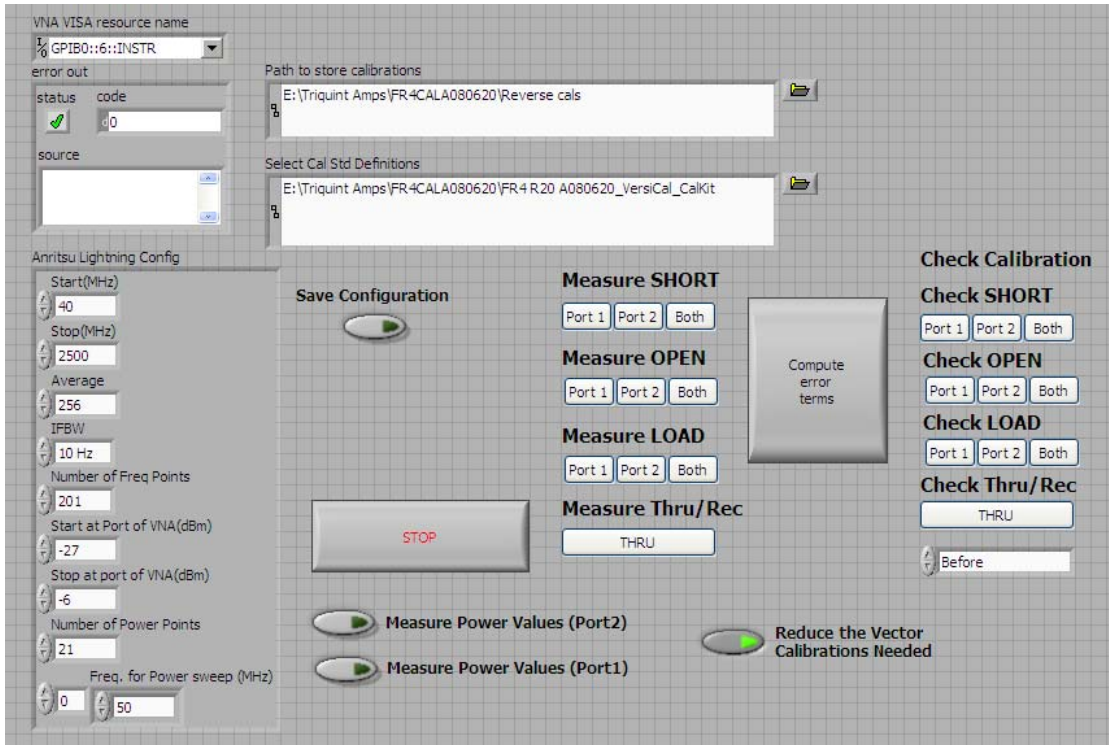 VNA VISA resource name
GPIB0::6::INSTR
error out
status code
0
source
Path to store calibrations
E:\Triquint Amps\FR4CALA080620\Reverse cals
Select Cal Std Definitions
E:\Triquint Amps\FR4CALA080620\FR4 R20 A080620_VersiCal_CalKit
Anritsu Lightning Config
Start(MHz)
40
Stop(MHz)
2500
Average
256
IFBW
10 Hz
Number of Freq Points
201
Start at Port of VNA(dBm)
-27
Stop at port of VNA(dBm)
-6
Number of Power Points
21
Freq. for Power sweep (MHz)
0 50
Save Configuration
STOP
Measure Power Values (Port2)
Measure Power Values (Port1)
Measure SHORT
Port 1 Port 2 Both
Measure OPEN
Port 1 Port 2 Both
Measure LOAD
Port 1 Port 2 Both
Measure Thru/Rec
THRU
Compute
error
terms
Reduce the Vector
Calibrations Needed
Check Calibration
Check SHORT
Port 1 Port 2 Both
Check OPEN
Port 1 Port 2 Both
Check LOAD
Port 1 Port 2 Both
Check Thru/Rec
THRU
Before